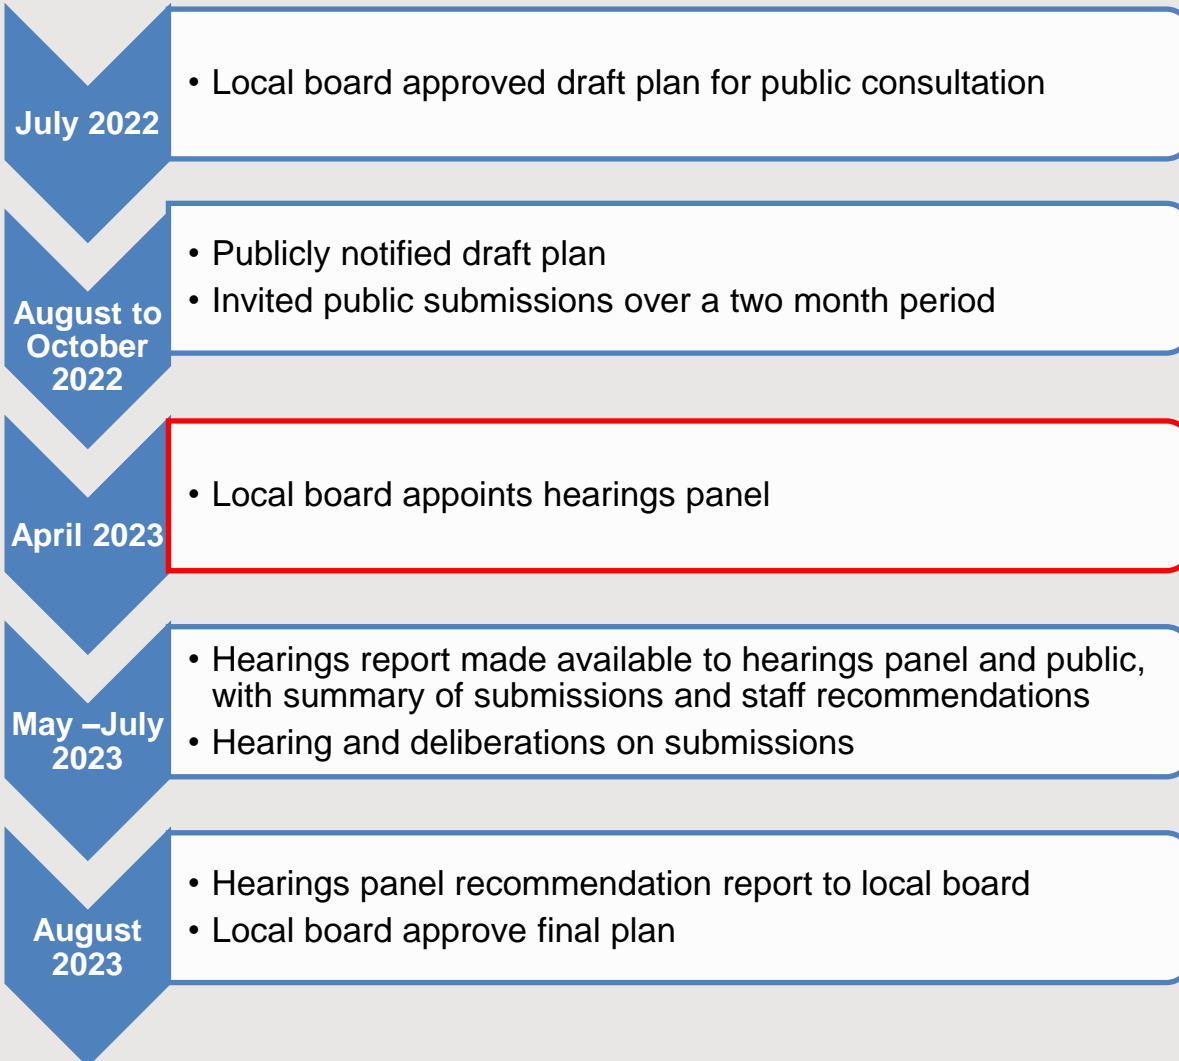 July 2022
• Local board approved draft plan for public consultation
August to
October
2022
• Publicly notified draft plan
• Invited public submissions over a two month period
April 2023
• Local board appoints hearings panel
May –July
2023
• Hearings report made available to hearings panel and public,
with summary of submissions and staff recommendations
• Hearing and deliberations on submissions
August
2023
• Hearings panel recommendation report to local board
• Local board approve final plan